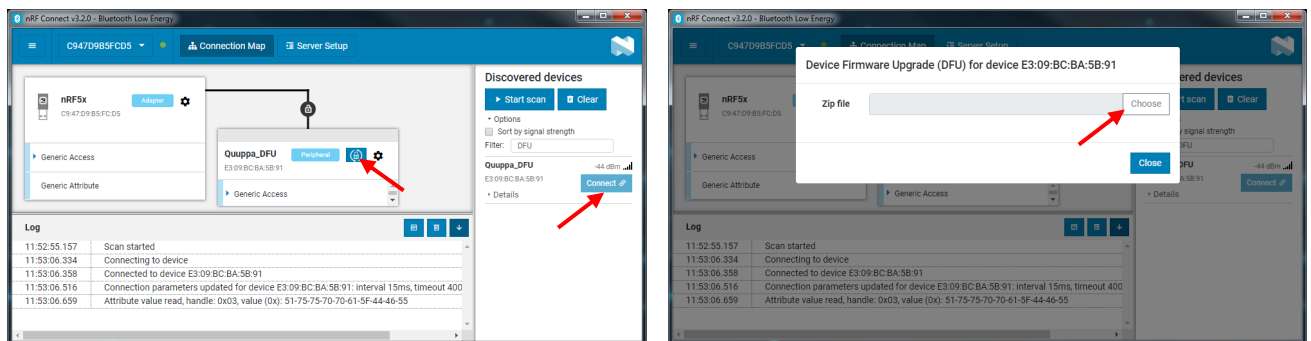 nRF Connect v3.2.0 - Bluetooth Low Energy
C947D9B5FCD5
Connection Map
Server Setup
nRF5x
Adapter
C9:47:D9:B5:FC:D5
Generic Access
Generic Attribute
Quuppa_DFU
Peripheral
E3:09:BC:BA:5B:91
Generic Access
Discovered devices
Start scan
Clear
Options
Sort by signal strength
Filter: DFU
Quuppa_DFU -44 dBm
E3:09:BC:BA:5B:91
Connect
Details
Log
11:52:55.157 Scan started
11:53:06.334 Connecting to device
11:53:06.358 Connected to device E3:09:BC:BA:5B:91
11:53:06.516 Connection parameters updated for device E3:09:BC:BA:5B:91: interval 15ms, timeout 400
11:53:06.659 Attribute value read, handle: 0x03, value (0x): 51-75-75-70-70-61-5F-44-46-55
nRF Connect v3.2.0 - Bluetooth Low Energy
C947D9B5FCD5
Connection Map
Server Setup
Device Firmware Upgrade (DFU) for device E3:09:BC:BA:5B:91
Zip file
Choose
Close
nRF5x
C9:47:D9:B5:FC:D5
Generic Access
Generic Attribute
Generic Access
ered devices
t scan
Clear
y signal strength
DFU
DFU -44 dBm
A:5B:91
Connect
Details
Log
11:52:55.157 Scan started
11:53:06.334 Connecting to device
11:53:06.358 Connected to device E3:09:BC:BA:5B:91
11:53:06.516 Connection parameters updated for device E3:09:BC:BA:5B:91: interval 15ms, timeout 400
11:53:06.659 Attribute value read, handle: 0x03, value (0x): 51-75-75-70-70-61-5F-44-46-55